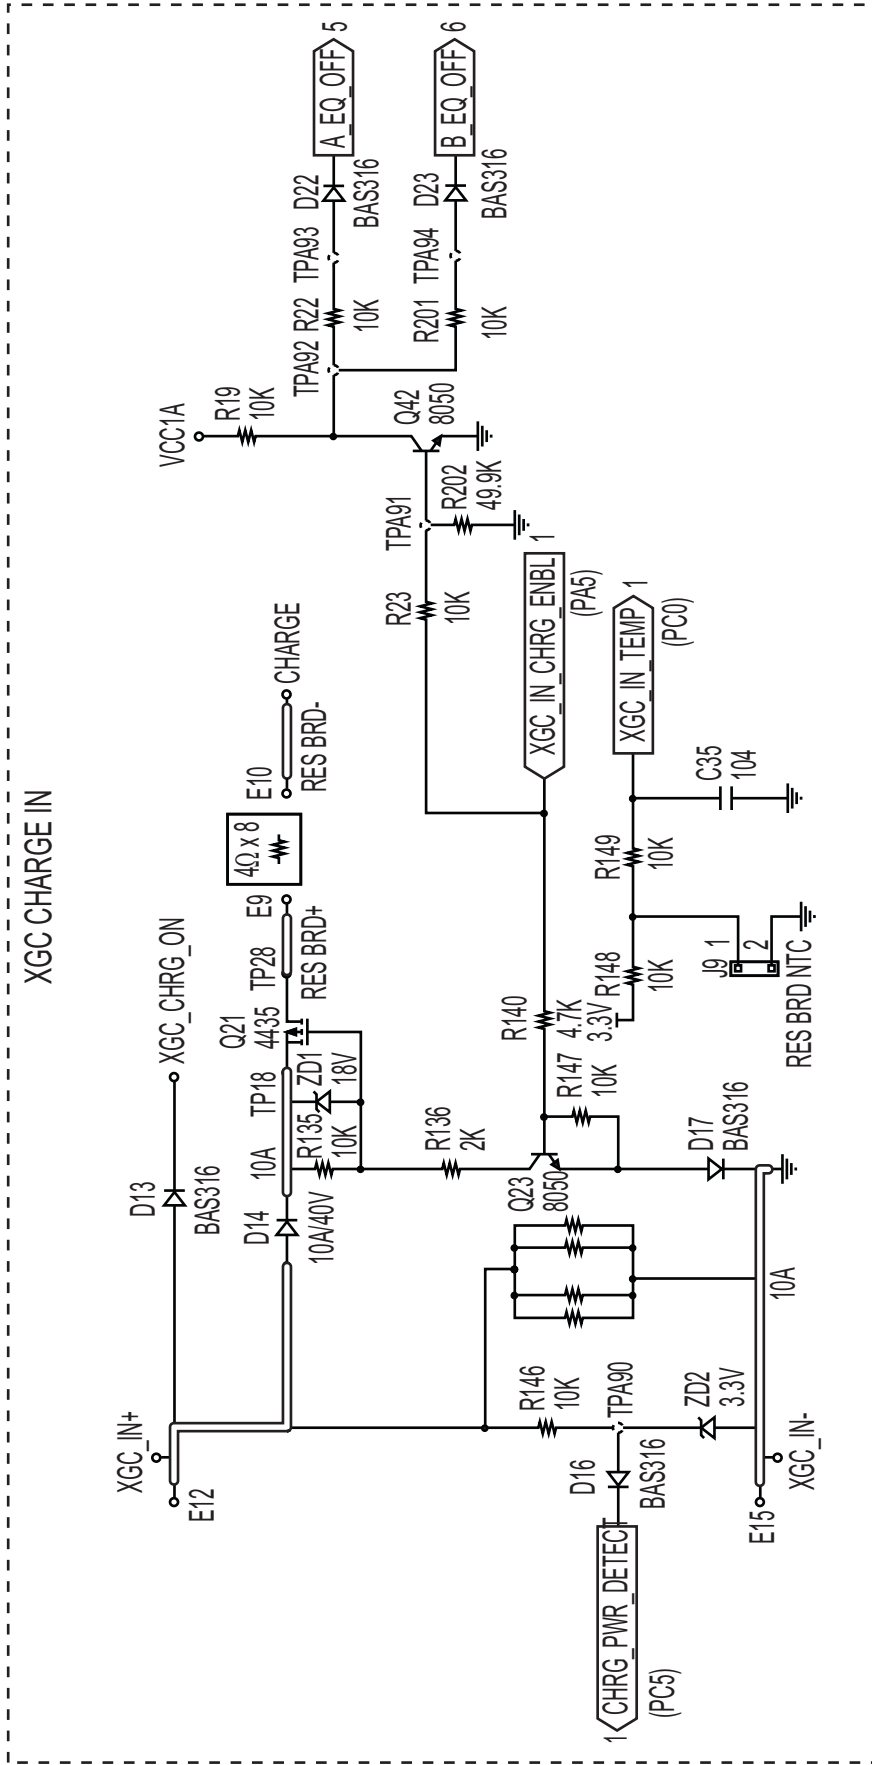 XGC CHARGE IN
XGC_IN+
E12
D13
BAS316
XGC_CHRG_ON
D14
10A/40V
10A
TP18
R135
10K
ZD1
18V
Q21
4435
TP28
E9
RES BRD+
4Ω x 8
E10
RES BRD-
CHARGE
VCC1A
R19
10K
TPA92
R22
10K
TPA93
D22
BAS316
A_EQ_OFF
5
R201
10K
TPA94
D23
BAS316
B_EQ_OFF
6
Q42
8050
TPA91
R23
10K
R202
49.9K
XGC_IN_CHRG_ENBL
1
(PA5)
XGC_IN_TEMP
1
(PC0)
R136
2K
R140
4.7K
R147
10K
Q23
8050
3.3V
R148
10K
R149
10K
C35
104
J9
1
2
RES BRD NTC
D17
BAS316
R146
10K
TPA90
D16
BAS316
ZD2
3.3V
10A
1
CHRG_PWR_DETECT
(PC5)
E15
XGC_IN-